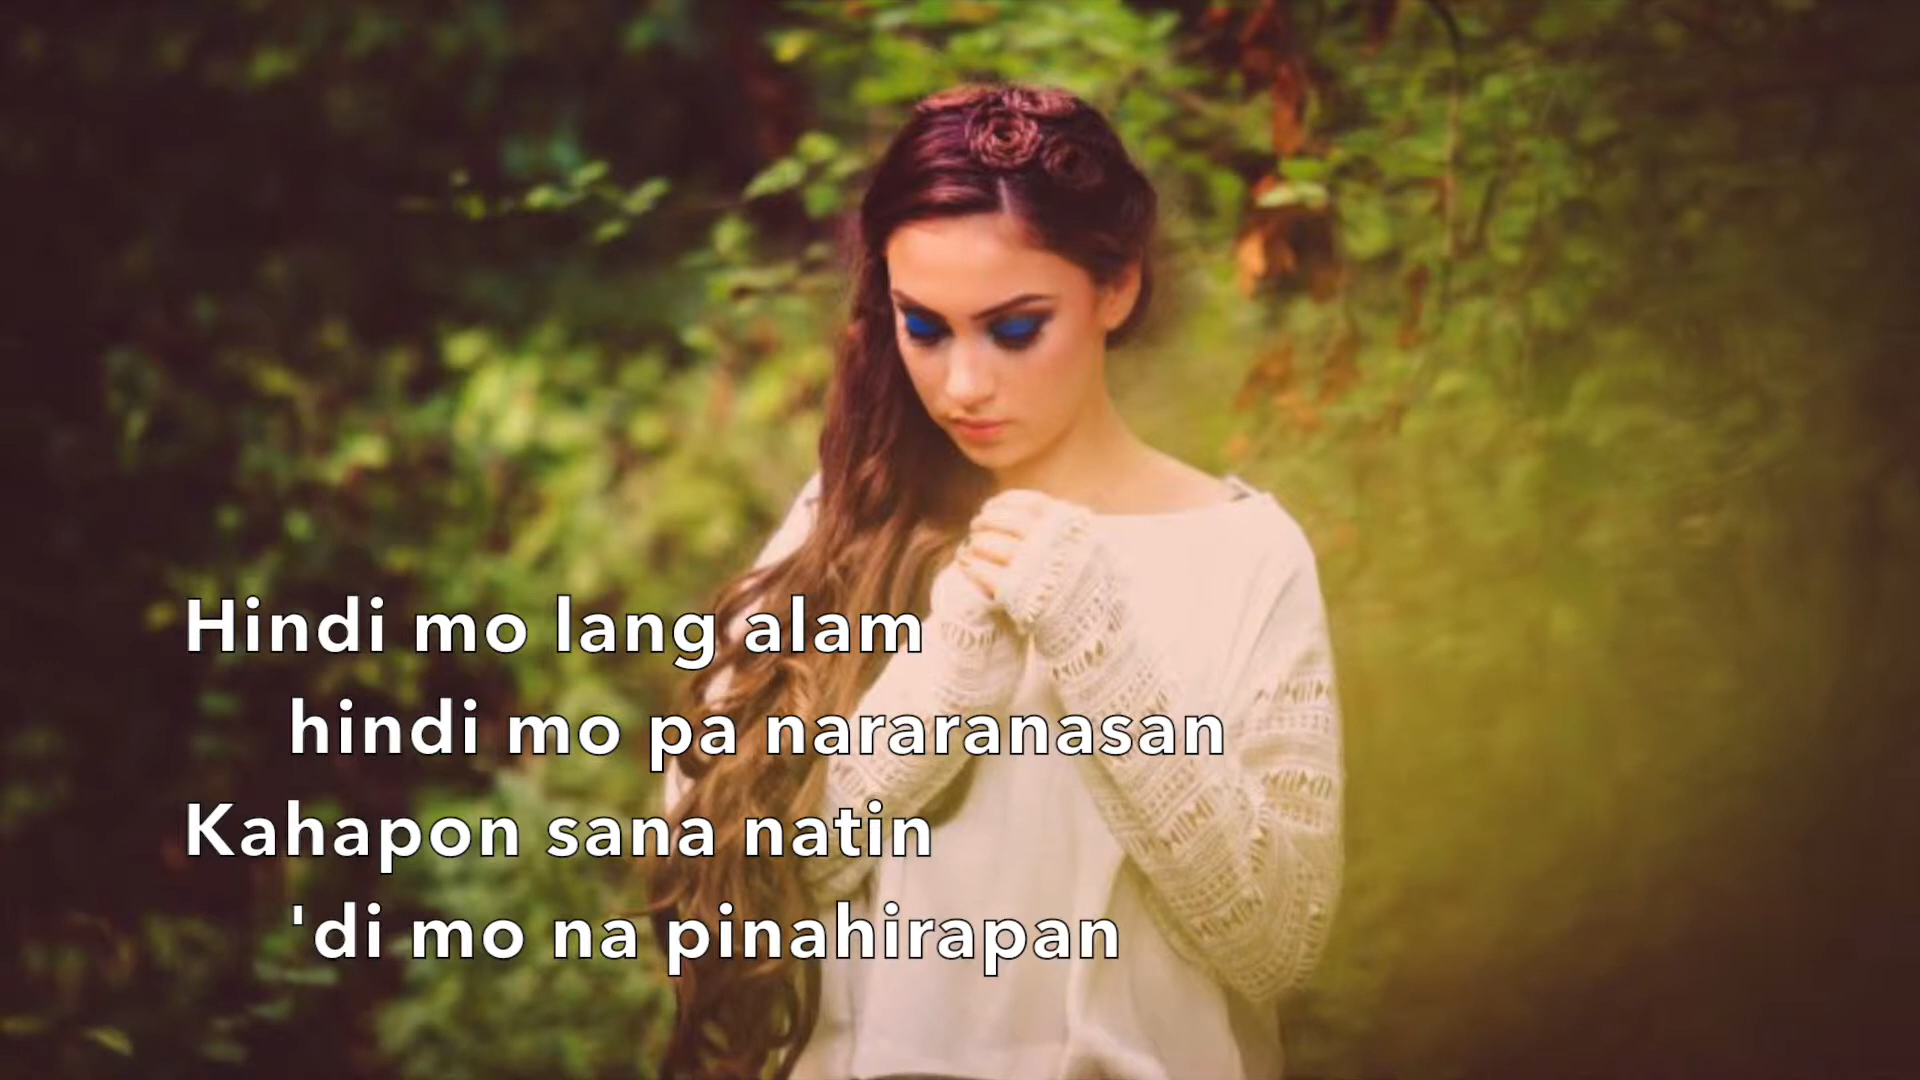 Hindi mo lang alam
hindi mo pa nararanasan
Kahapon sana natin
'di mo na pinahirapan